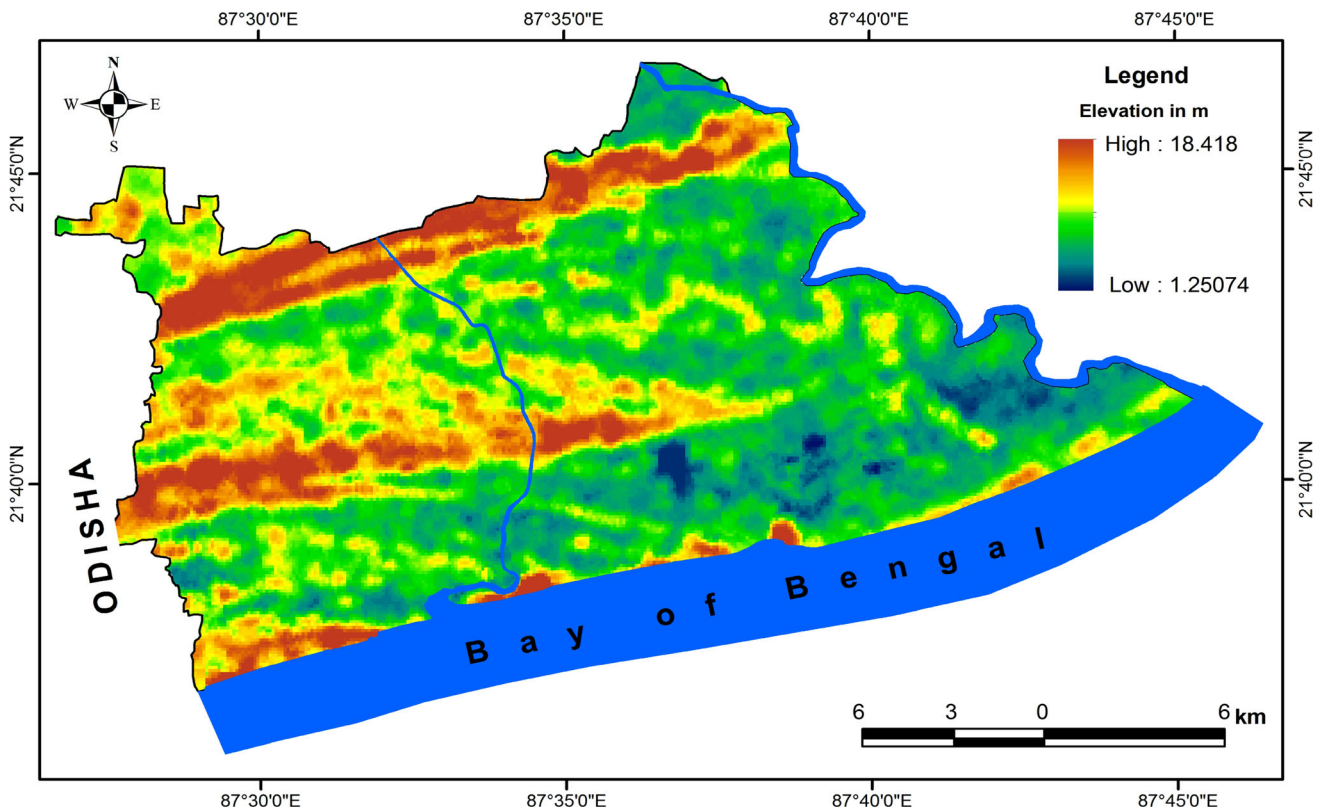 87°30'0"E 87°35'0"E 87°40'0"E 87°45'0"E
N
W E
S
Legend
Elevation in m
High : 18.418
Low : 1.25074
21°45'0"N
21°45'0"N
21°40'0"N
21°40'0"N
ODISHA
Bay of Bengal
6 3 0 6 km
87°30'0"E 87°35'0"E 87°40'0"E 87°45'0"E